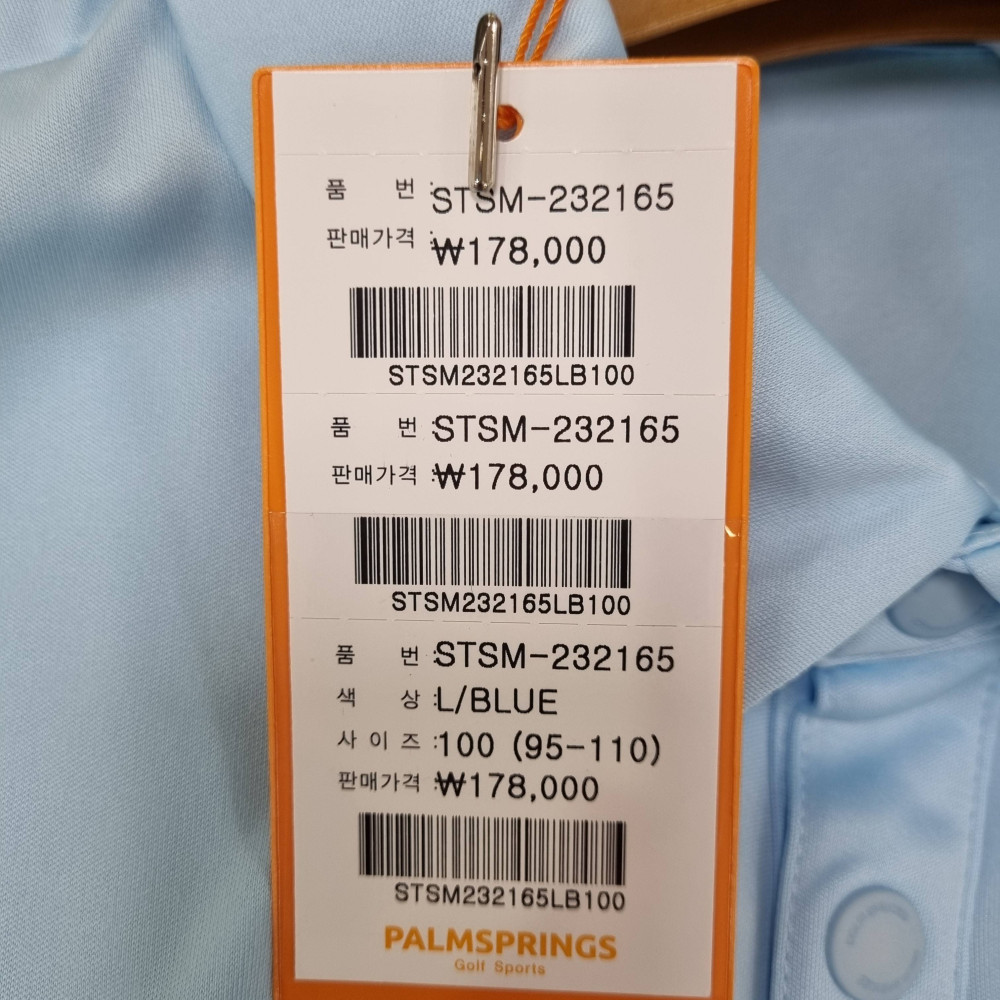 품 번 : STSM-232165
판매가격 : ₩178,000
STSM232165LB100
품 번 : STSM-232165
판매가격 : ₩178,000
STSM232165LB100
품 번 : STSM-232165
색 상 : L/BLUE
사 이 즈 : 100 (95-110)
판매가격 : ₩178,000
STSM232165LB100
PALMSPRINGS
Golf Sports